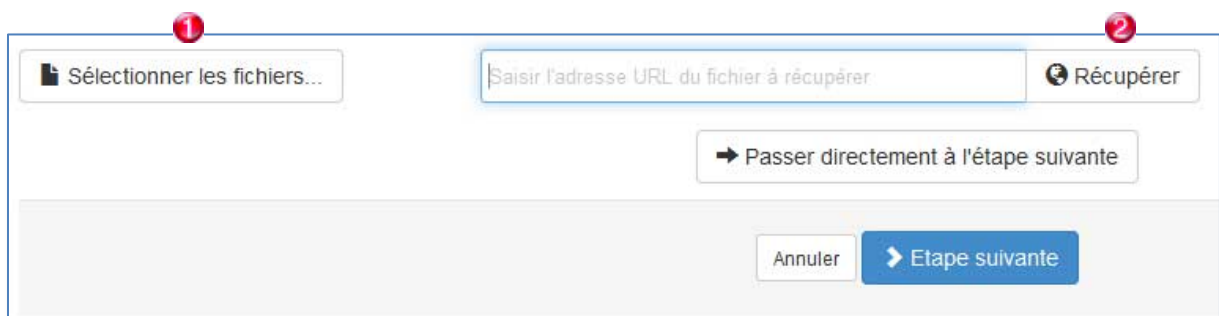 1
2
Sélectionner les fichiers...
Saisir l'adresse URL du fichier à récupérer
Récupérer
Passer directement à l'étape suivante
Annuler
Etape suivante